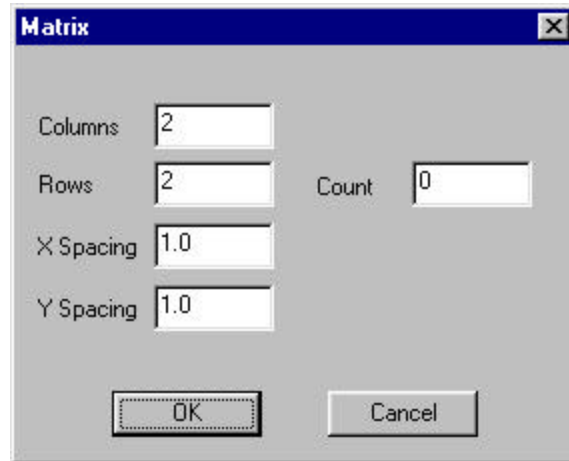 Matrix
Columns 2
Rows 2 Count 0
X Spacing 1.0
Y Spacing 1.0
OK Cancel